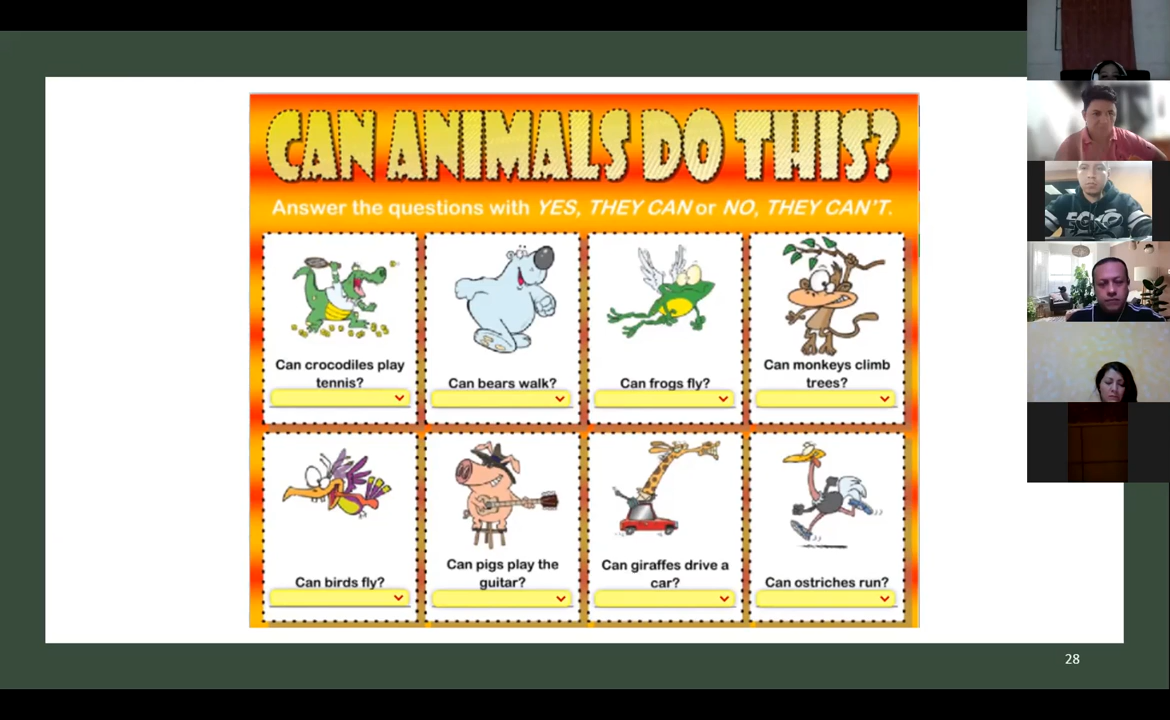 CAN ANIMALS DO THIS?
Answer the questions with YES, THEY CAN or NO, THEY CAN'T.
Can crocodiles play
tennis?
Can bears walk?
Can frogs fly?
Can monkeys climb
trees?
Can birds fly?
Can pigs play the
guitar?
Can giraffes drive a
car?
Can ostriches run?
28
ECKO